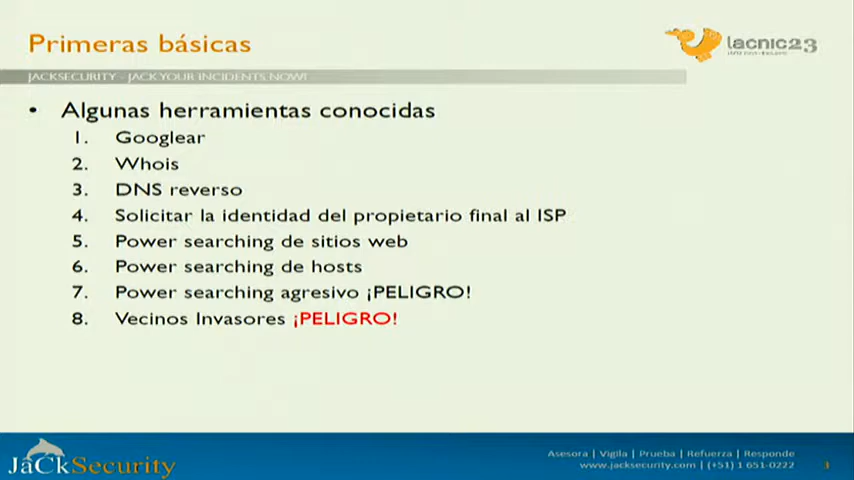 Primeras básicas
lacnic23
JACKSECURITY - JACK YOUR INCIDENTS NOW!
• Algunas herramientas conocidas
1. Googlear
2. Whois
3. DNS reverso
4. Solicitar la identidad del propietario final al ISP
5. Power searching de sitios web
6. Power searching de hosts
7. Power searching agresivo ¡PELIGRO!
8. Vecinos Invasores ¡PELIGRO!
JaCkSecurity
Asesora | Vigila | Prueba | Refuerza | Responde
www.jacksecurity.com | (+51) 1 651-0222
3